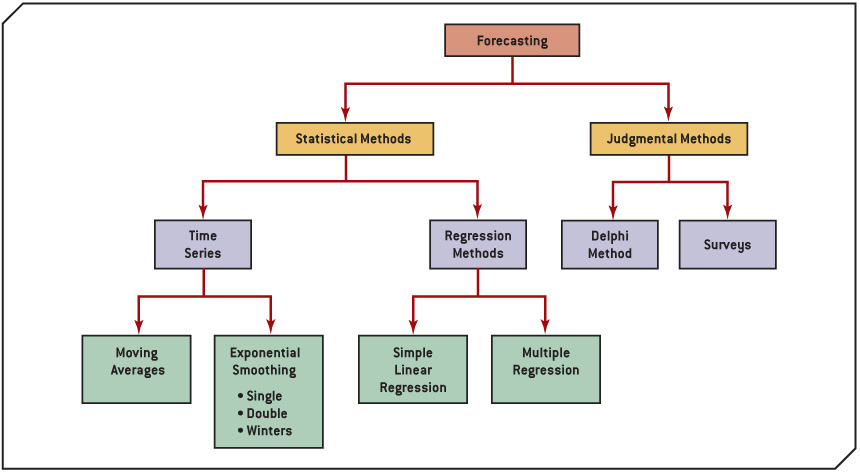 Forecasting
Statistical Methods
Judgmental Methods
Time
Series
Regression
Methods
Delphi
Method
Surveys
Moving
Averages
Exponential
Smoothing
• Single
• Double
• Winters
Simple
Linear
Regression
Multiple
Regression